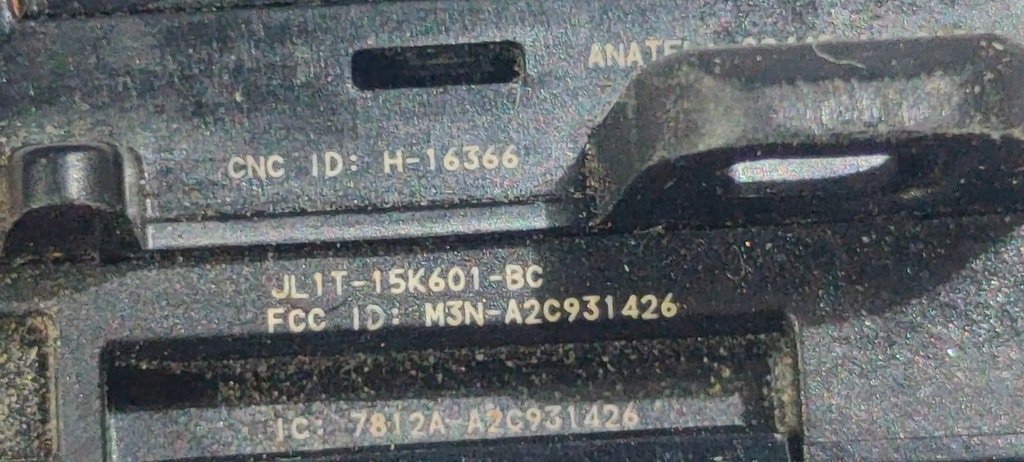 CNC ID: H-16366
JL1T-15K601-BC
FCC ID: M3N-A2C931426
IC: 7812A-A2C931426